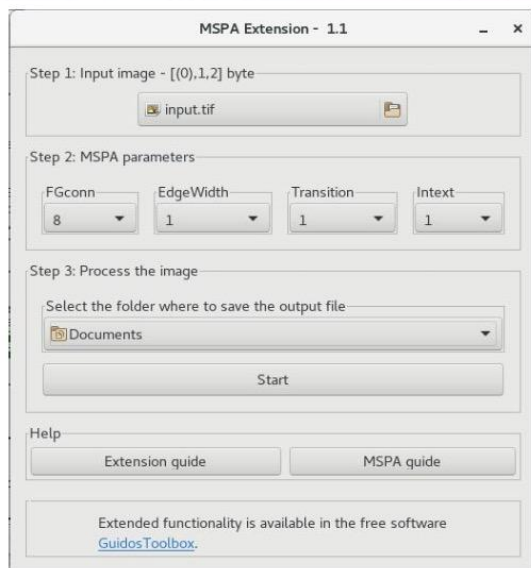 MSPA Extension - 1.1
Step 1: Input image - [(0),1,2] byte
input.tif
Step 2: MSPA parameters
FGconn EdgeWidth Transition Intext
8 1 1 1
Step 3: Process the image
Select the folder where to save the output file
Documents
Start
Help
Extension guide MSPA guide
Extended functionality is available in the free software
GuidosToolbox.